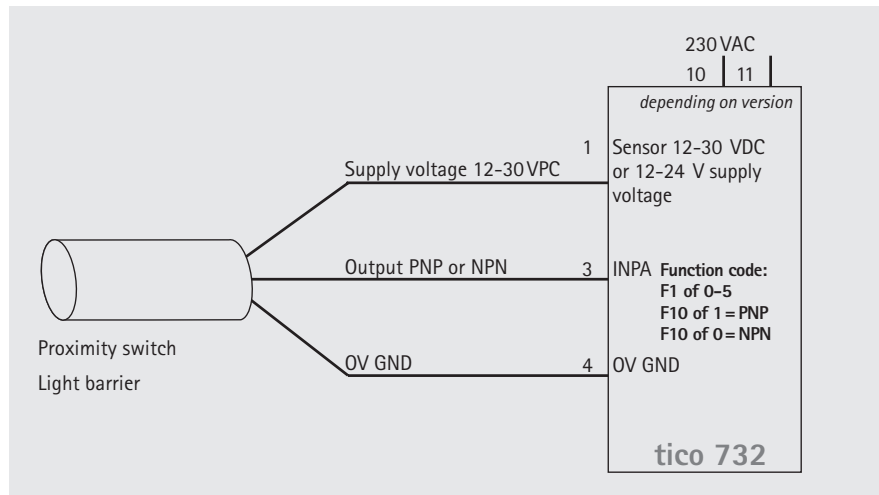 230 VAC
10 11
depending on version
1 Sensor 12-30 VDC
or 12-24 V supply
voltage
Supply voltage 12-30 VPC
Output PNP or NPN
3 INPA Function code:
F1 of 0-5
F10 of 1 = PNP
F10 of 0 = NPN
Proximity switch
Light barrier
0V GND
4 0V GND
tico 732